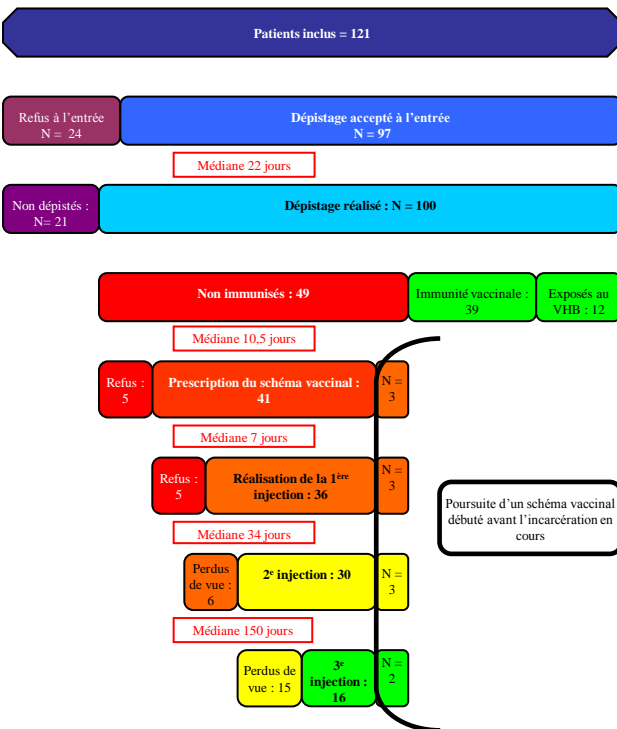 Patients inclus = 121
Refus à l'entrée
N = 24
Dépistage accepté à l'entrée
N = 97
Médiane 22 jours
Non dépistés :
N= 21
Dépistage réalisé : N = 100
Non immunisés : 49
Immunité vaccinale :
39
Exposés au
VHB : 12
Médiane 10,5 jours
Refus :
5
Prescription du schéma vaccinal :
41
N =
3
Médiane 7 jours
Refus :
5
Réalisation de la 1ère
injection : 36
N =
3
Poursuite d'un schéma vaccinal
débuté avant l'incarcération en
cours
Médiane 34 jours
Perdus
de vue :
6
2e injection : 30
N =
3
Médiane 150 jours
Perdus de
vue : 15
3e
injection :
16
N =
2